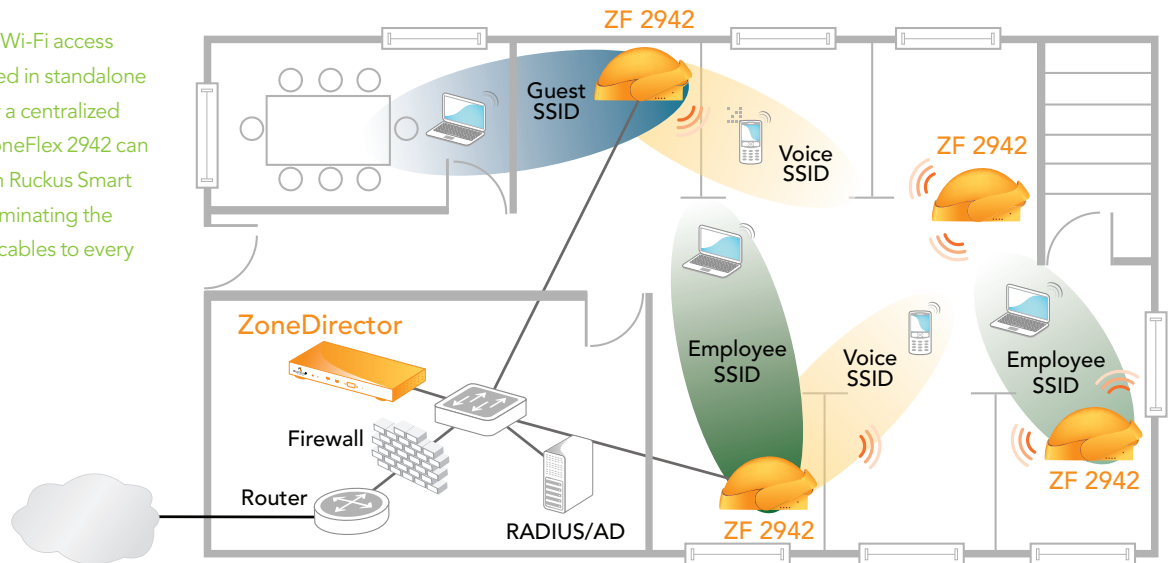 Wi-Fi access
ed in standalone
r a centralized
oneFlex 2942 can
n Ruckus Smart
minating the
cables to every
ZF 2942
Guest
SSID
Voice
SSID
ZF 2942
ZoneDirector
Employee
SSID
Voice
SSID
Employee
SSID
Firewall
Router
RADIUS/AD
ZF 2942
ZF 2942